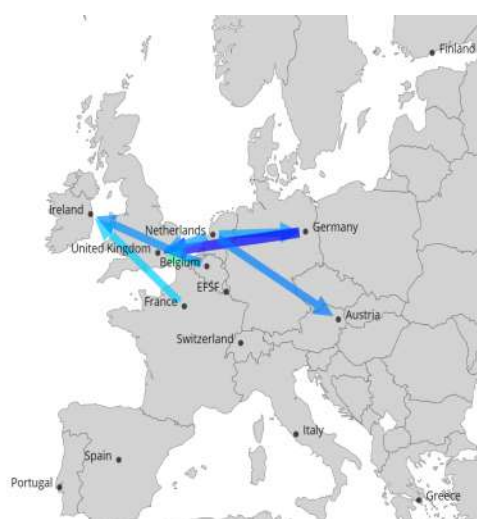 Finland
Ireland
Netherlands
Germany
United Kingdom
Belgium
EFSF
France
Austria
Switzerland
Italy
Spain
Portugal
Greece